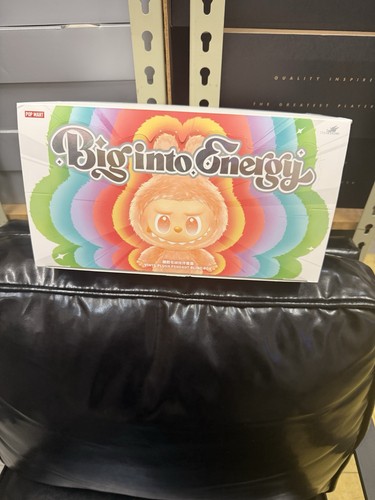 POP MART
QUALITY INSPIRE
THE GREATEST PLAYER
Big into Energy